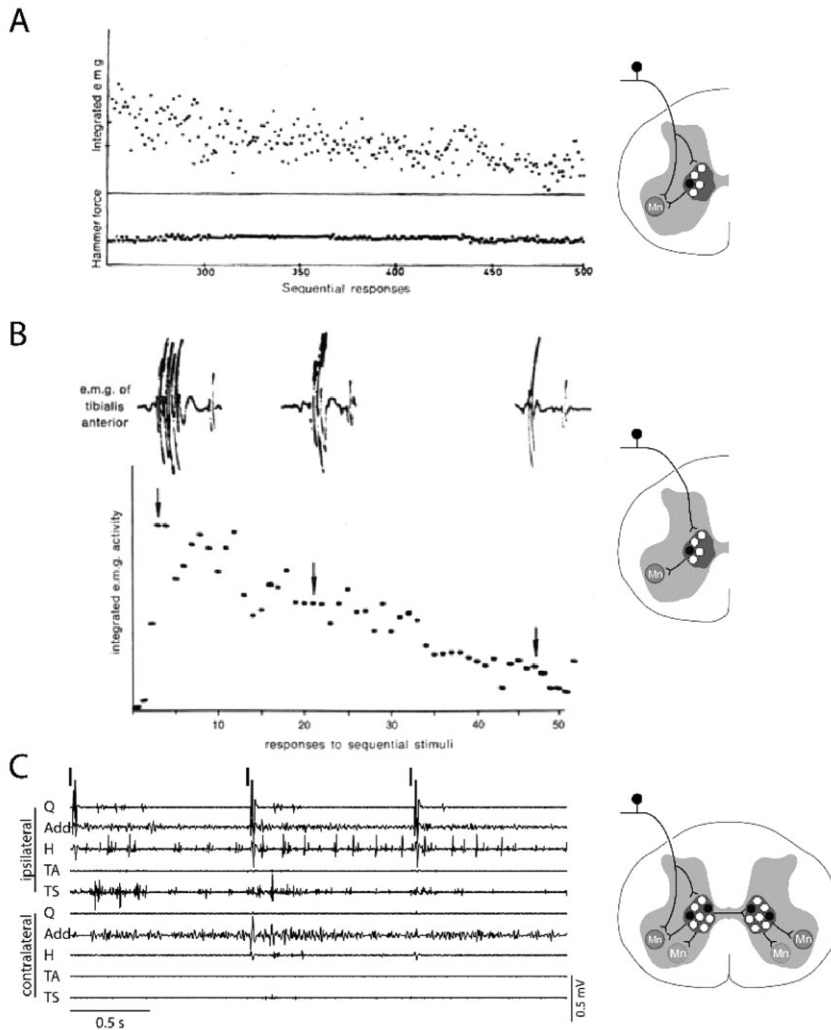 A
Integrated e m g
Hammer force
300
350
400
450
500
Sequential responses
Mn
B
e.m.g. of
tibialis
anterior
integrated e.m.g. activity
10
20
30
40
50
responses to sequential stimuli
Mn
C
ipsilateral
Q
Add
H
TA
TS
contralateral
Q
Add
H
TA
TS
0.5 s
0.5 mV
Mn
Mn
Mn
Mn